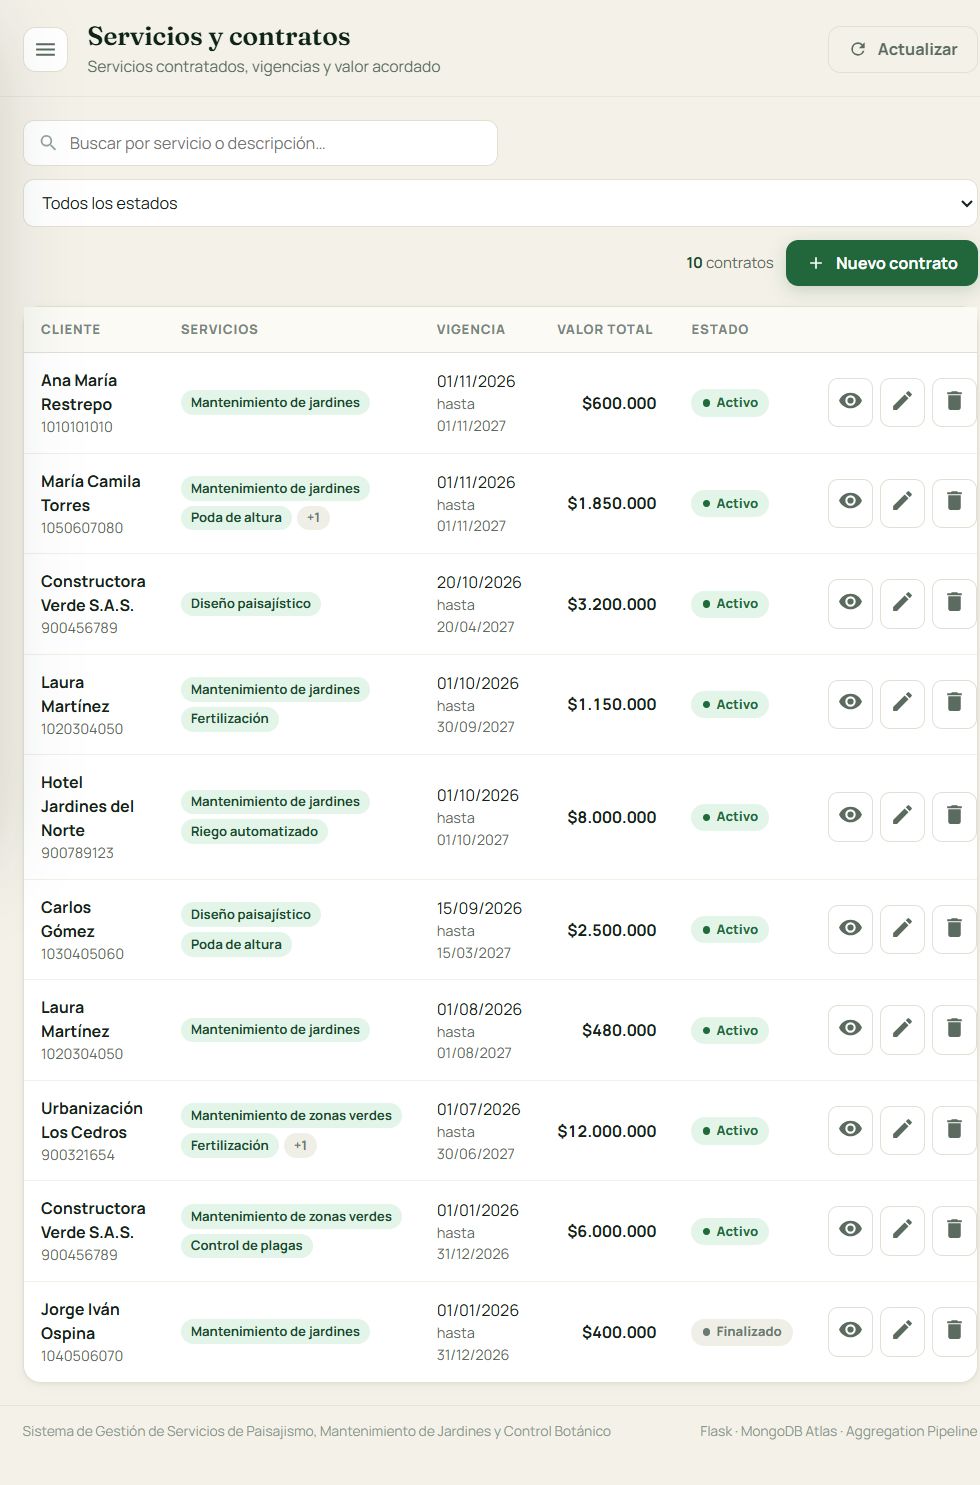 Servicios y contratos
Servicios contratados, vigencias y valor acordado
Actualizar
Buscar por servicio o descripción...
Todos los estados
10 contratos
+ Nuevo contrato
CLIENTE SERVICIOS VIGENCIA VALOR TOTAL ESTADO
Ana María
Restrepo
1010101010
Mantenimiento de jardines
01/11/2026
hasta
01/11/2027
$600.000
Activo
María Camila
Torres
1050607080
Mantenimiento de jardines
Poda de altura +1
01/11/2026
hasta
01/11/2027
$1.850.000
Activo
Constructora
Verde S.A.S.
900456789
Diseño paisajístico
20/10/2026
hasta
20/04/2027
$3.200.000
Activo
Laura
Martínez
1020304050
Mantenimiento de jardines
Fertilización
01/10/2026
hasta
30/09/2027
$1.150.000
Activo
Hotel
Jardines del
Norte
900789123
Mantenimiento de jardines
Riego automatizado
01/10/2026
hasta
01/10/2027
$8.000.000
Activo
Carlos
Gómez
1030405060
Diseño paisajístico
Poda de altura
15/09/2026
hasta
15/03/2027
$2.500.000
Activo
Laura
Martínez
1020304050
Mantenimiento de jardines
01/08/2026
hasta
01/08/2027
$480.000
Activo
Urbanización
Los Cedros
900321654
Mantenimiento de zonas verdes
Fertilización +1
01/07/2026
hasta
30/06/2027
$12.000.000
Activo
Constructora
Verde S.A.S.
900456789
Mantenimiento de zonas verdes
Control de plagas
01/01/2026
hasta
31/12/2026
$6.000.000
Activo
Jorge Iván
Ospina
1040506070
Mantenimiento de jardines
01/01/2026
hasta
31/12/2026
$400.000
Finalizado
Sistema de Gestión de Servicios de Paisajismo, Mantenimiento de Jardines y Control Botánico
Flask · MongoDB Atlas · Aggregation Pipeline